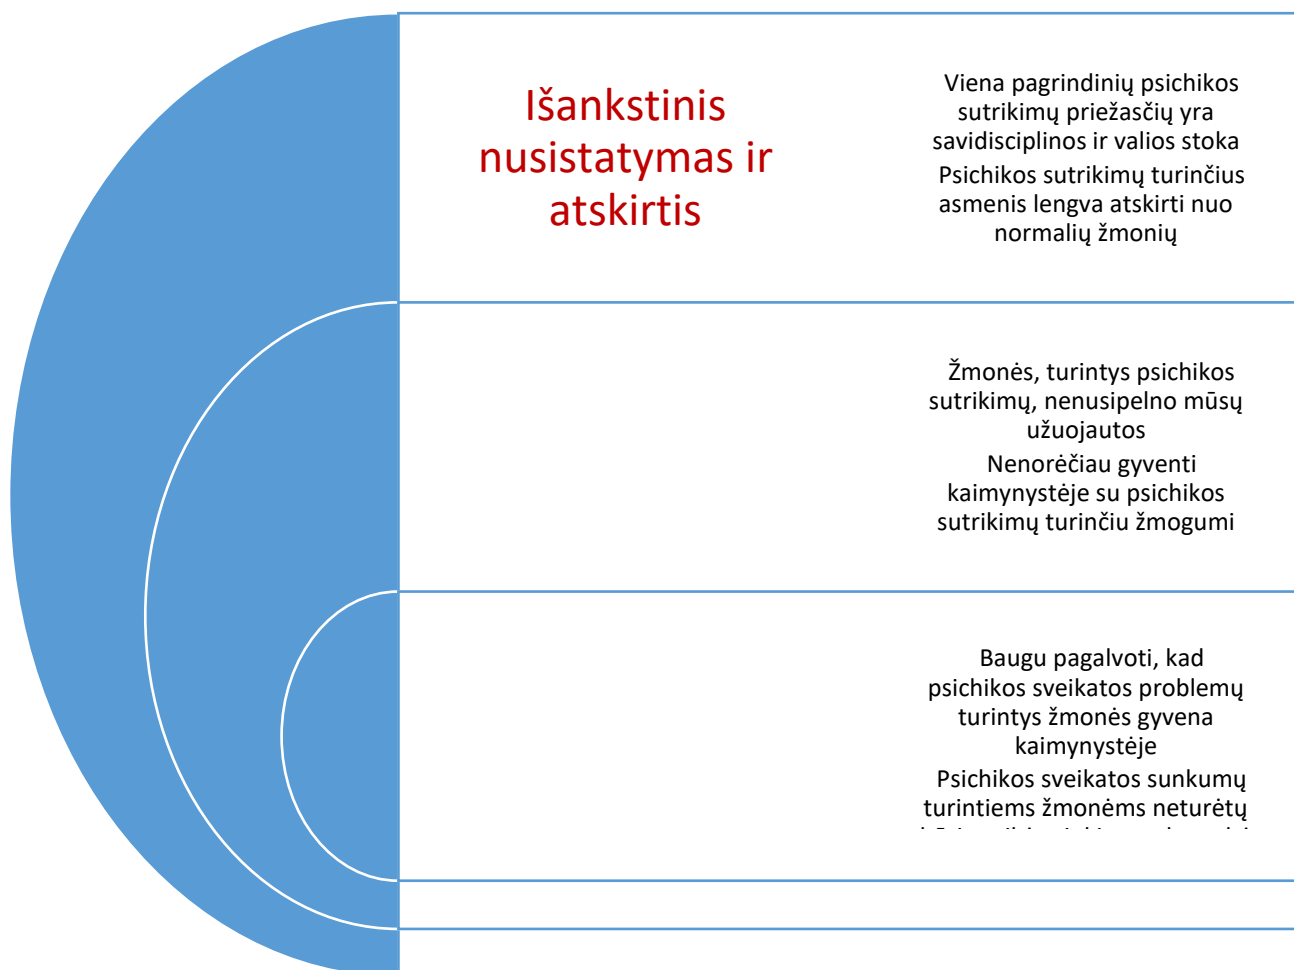 Išankstinis
nusistatymas ir
atskirtis
Viena pagrindinių psichikos
sutrikimų priežasčių yra
savidisciplinos ir valios stoka
Psichikos sutrikimų turinčius
asmenis lengva atskirti nuo
normalių žmonių
Žmonės, turintys psichikos
sutrikimų, nenusipelno mūsų
užuojautos
Nenorėčiau gyventi
kaimynystėje su psichikos
sutrikimų turinčiu žmogumi
Baugu pagalvoti, kad
psichikos sveikatos problemų
turintys žmonės gyvena
kaimynystėje
Psichikos sveikatos sunkumų
turintiems žmonėms neturėtų